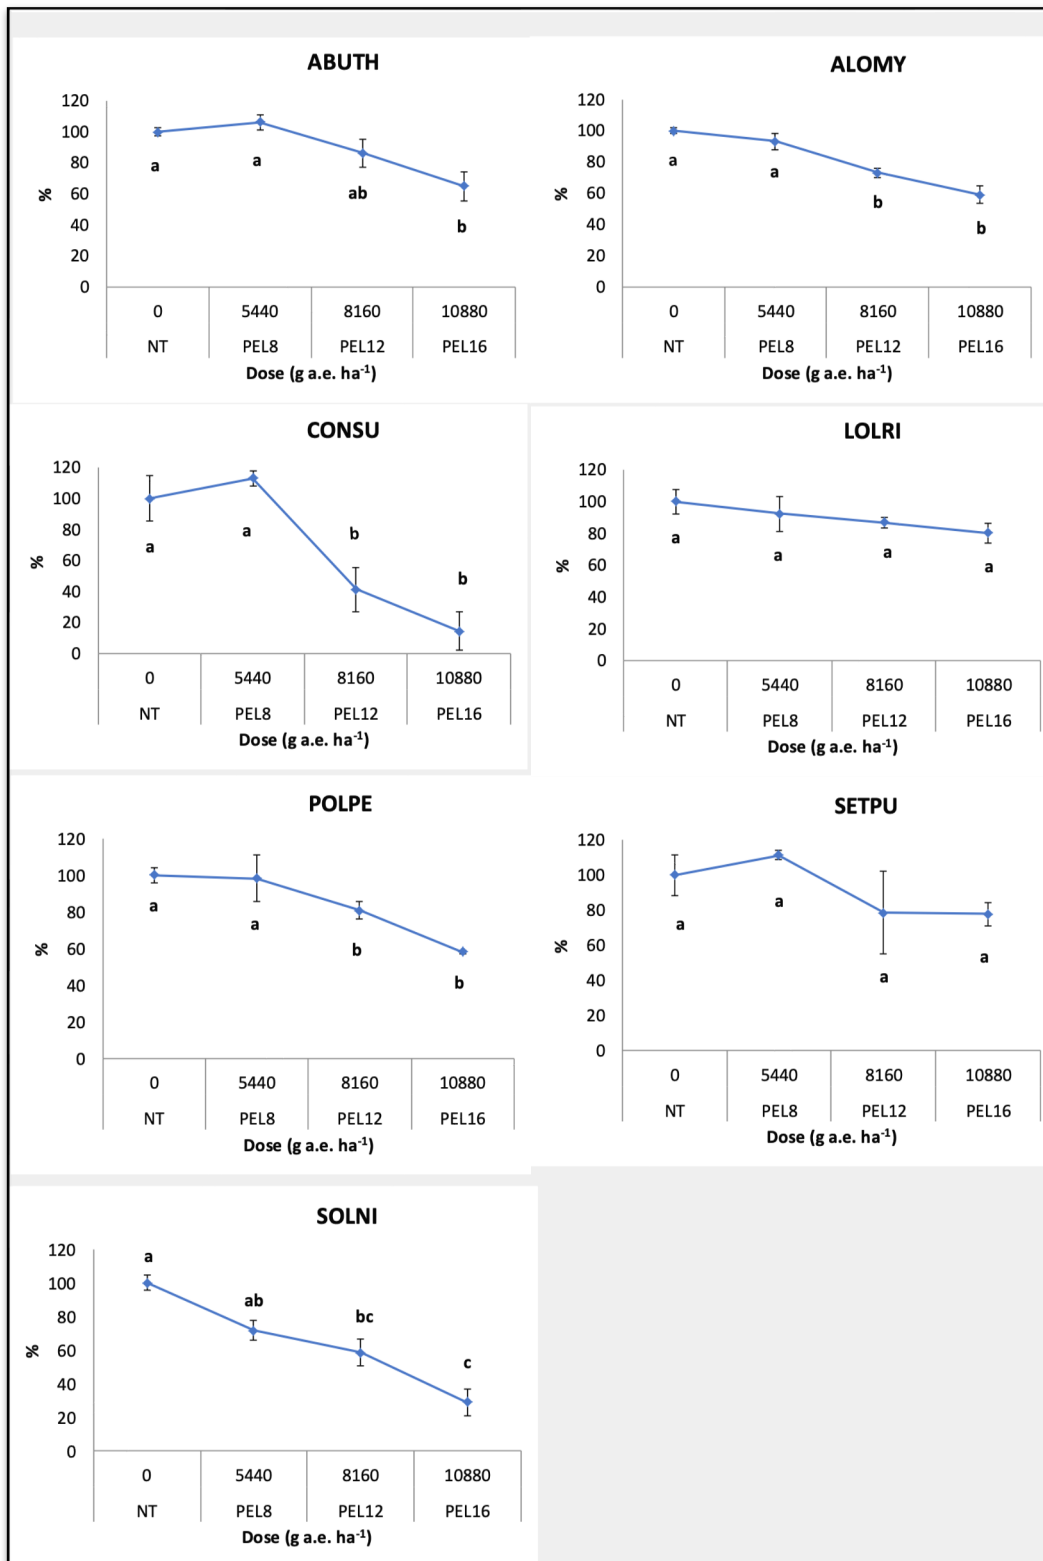 ABUTH
120
100
80
60
40
20
0
%
a
a
ab
b
0 5440 8160 10880
NT PEL8 PEL12 PEL16
Dose (g a.e. ha⁻¹)
ALOMY
120
100
80
60
40
20
0
%
a
a
b
b
0 5440 8160 10880
NT PEL8 PEL12 PEL16
Dose (g a.e. ha⁻¹)
CONSU
120
100
80
60
40
20
0
%
a
a
b
b
0 5440 8160 10880
NT PEL8 PEL12 PEL16
Dose (g a.e. ha⁻¹)
LOLRI
120
100
80
60
40
20
0
%
a
a
a
a
0 5440 8160 10880
NT PEL8 PEL12 PEL16
Dose (g a.e. ha⁻¹)
POLPE
120
100
80
60
40
20
0
%
a
a
b
b
0 5440 8160 10880
NT PEL8 PEL12 PEL16
Dose (g a.e. ha⁻¹)
SETPU
120
100
80
60
40
20
0
%
a
a
a
a
0 5440 8160 10880
NT PEL8 PEL12 PEL16
Dose (g a.e. ha⁻¹)
SOLNI
120
100
80
60
40
20
0
%
a
ab
bc
c
0 5440 8160 10880
NT PEL8 PEL12 PEL16
Dose (g a.e. ha⁻¹)